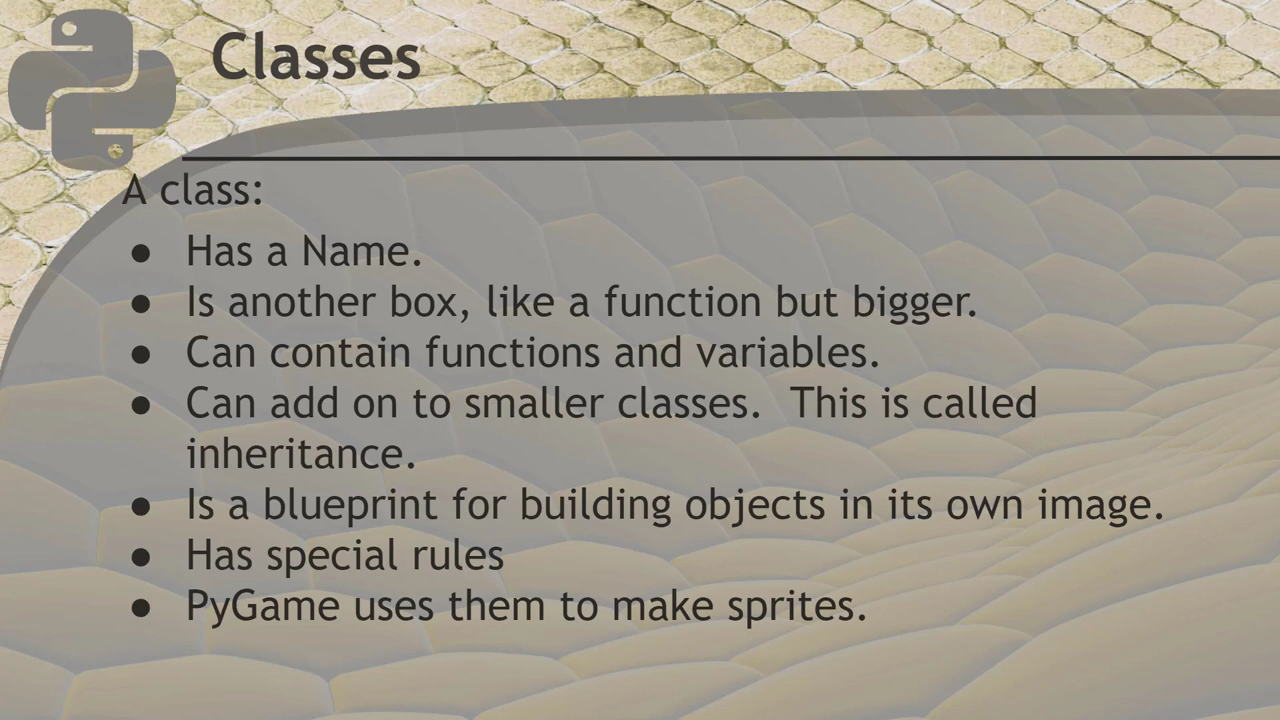 Classes
A class:
● Has a Name.
● Is another box, like a function but bigger.
● Can contain functions and variables.
● Can add on to smaller classes.  This is called
inheritance.
● Is a blueprint for building objects in its own image.
● Has special rules
● PyGame uses them to make sprites.